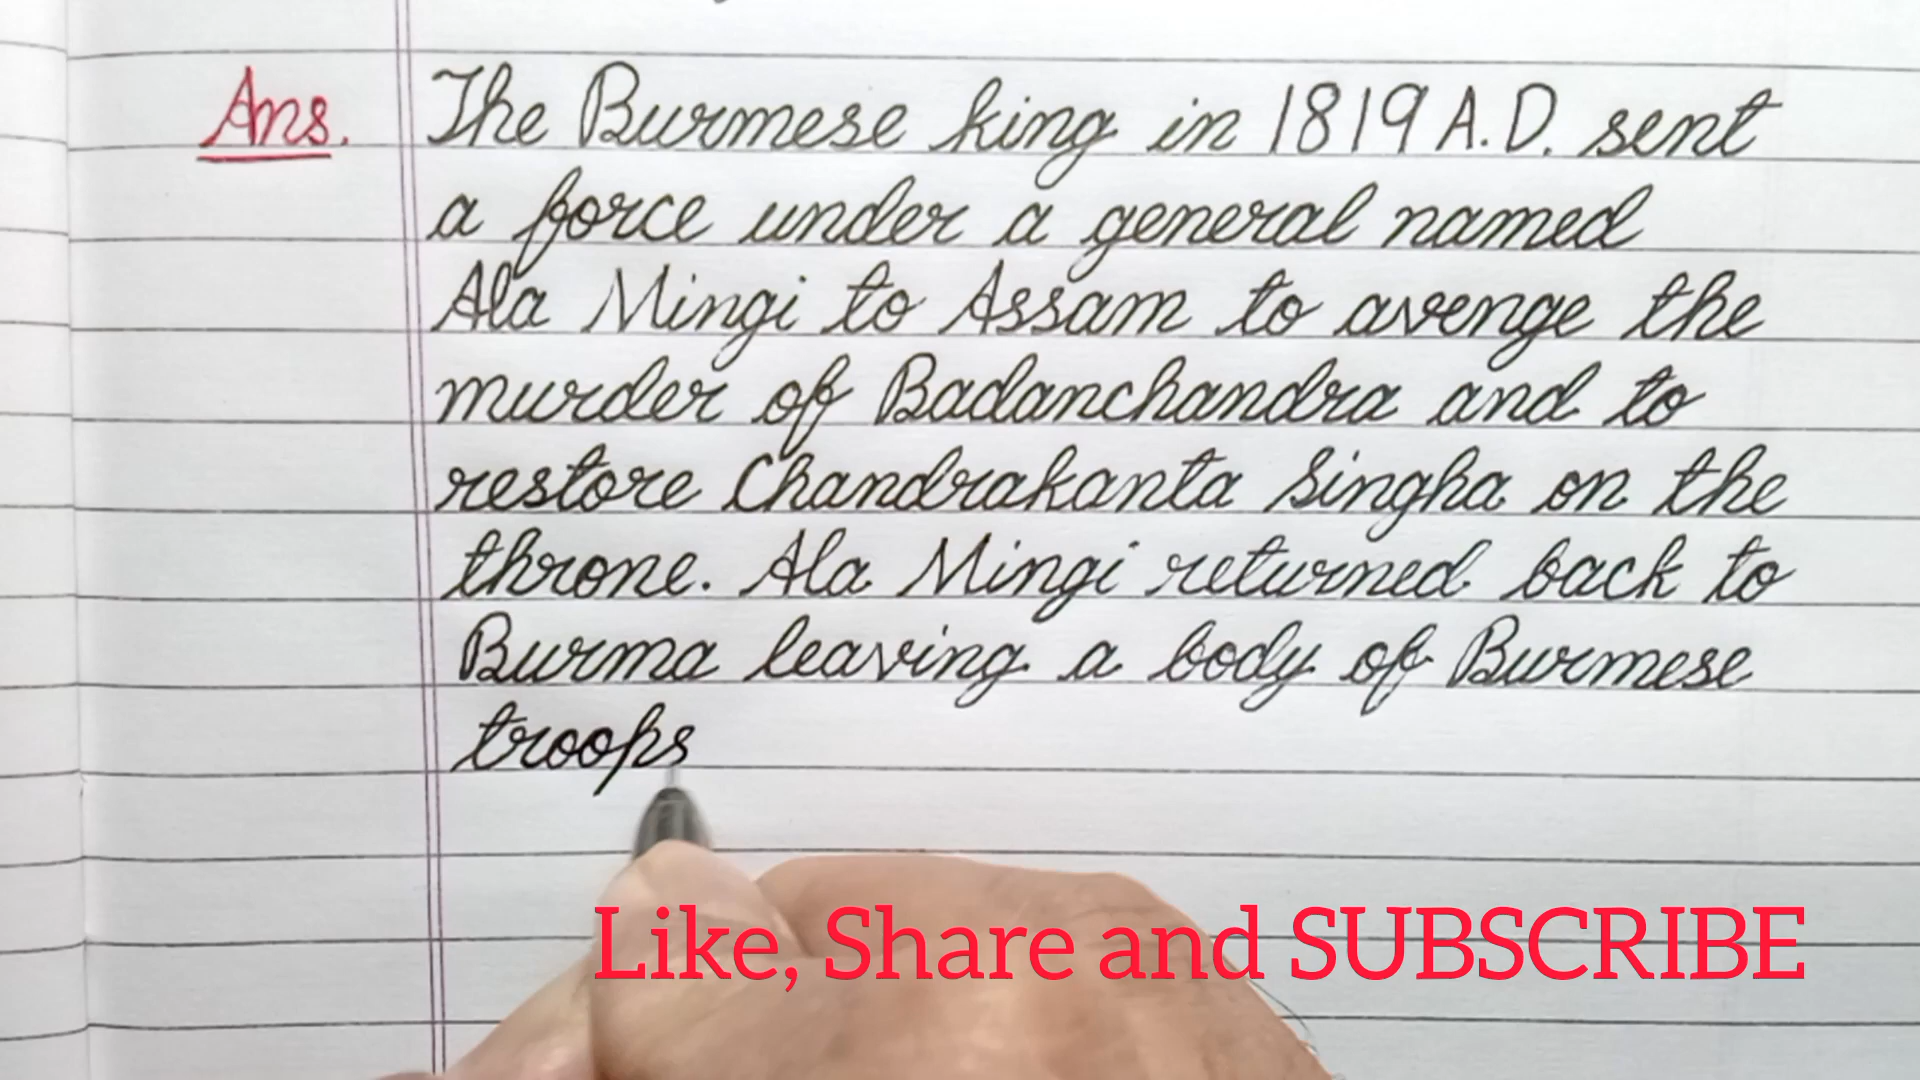 Ans. The Burmese king in 1819 A.D. sent
a force under a general named
Ala Mingi to Assam to avenge the
murder of Badanchandra and to
restore Chandrakanta Singha on the
throne. Ala Mingi returned back to
Burma leaving a body of Burmese
troops
Like, Share and SUBSCRIBE